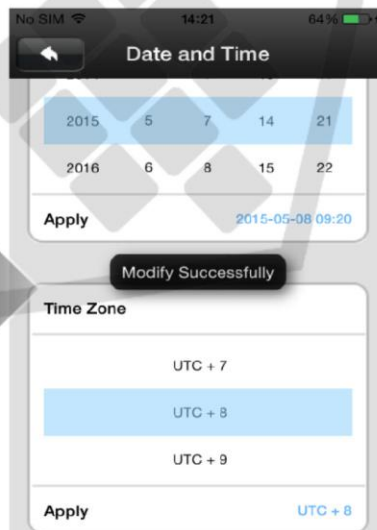 No SIM 14:21 64%
Date and Time
2015 5 7 14 21
2016 6 8 15 22
Apply 2015-05-08 09:20
Modify Successfully
Time Zone
UTC + 7
UTC + 8
UTC + 9
Apply UTC + 8